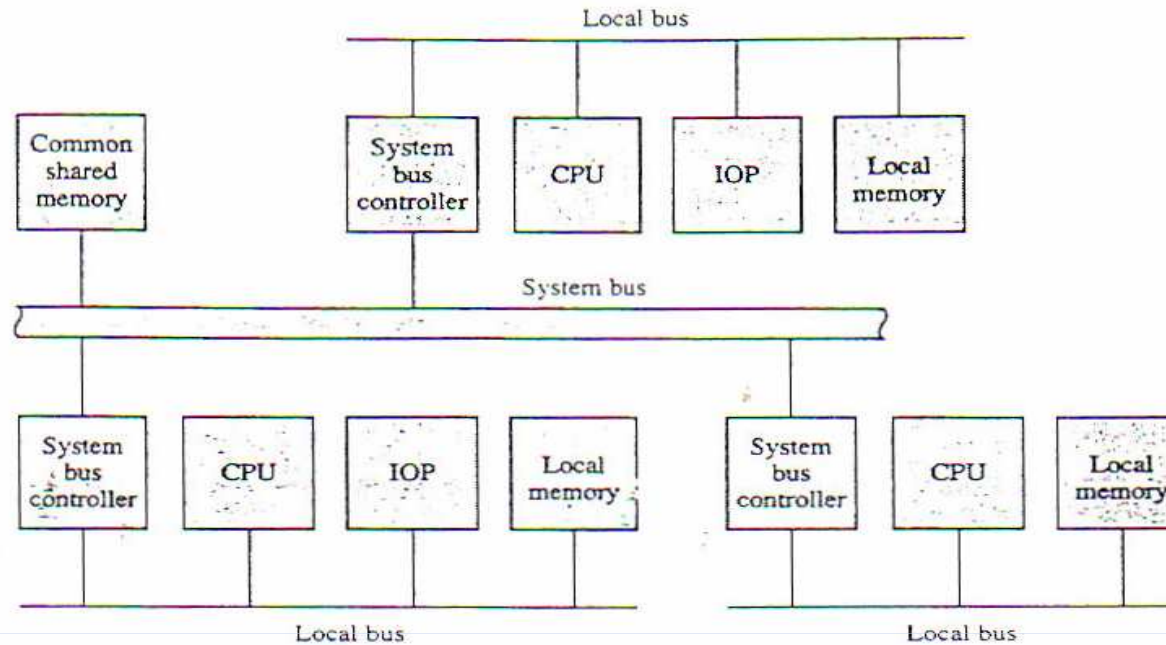 Local bus
Common
shared
memory
System
bus
controller
CPU
IOP
Local
memory
System bus
System
bus
controller
CPU
IOP
Local
memory
System
bus
controller
CPU
Local
memory
Local bus
Local bus